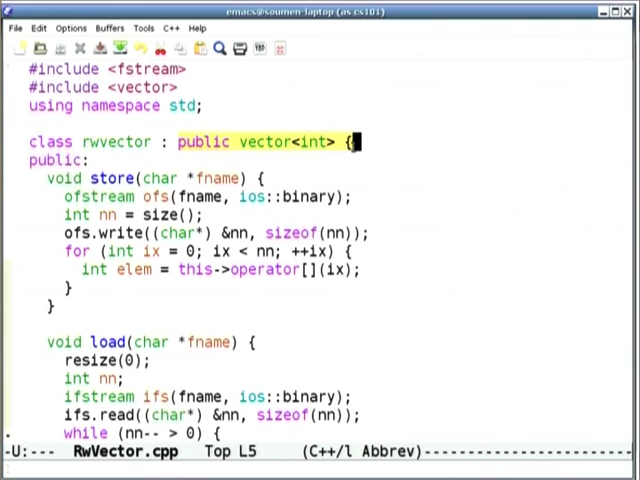 emacs@soumen-laptop (as cs101)
File Edit Options Buffers Tools C++ Help
#include <fstream>
#include <vector>
using namespace std;
class rwvector : public vector<int> {
public:
void store(char *fname) {
ofstream ofs(fname, ios::binary);
int nn = size();
ofs.write((char*) &nn, sizeof(nn));
for (int ix = 0; ix < nn; ++ix) {
int elem = this->operator[](ix);
}
}
void load(char *fname) {
resize(0);
int nn;
ifstream ifs(fname, ios::binary);
ifs.read((char*) &nn, sizeof(nn));
while (nn-- > 0) {
-U:--- RwVector.cpp Top L5 (C++/l Abbrev)------------------------